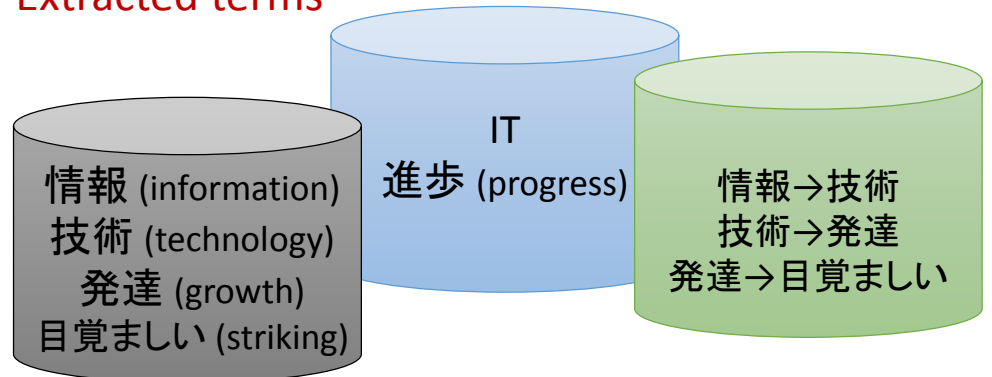 Extracted terms
情報 (information)
技術 (technology)
発達 (growth)
目覚ましい (striking)
IT
進歩 (progress)
情報→技術
技術→発達
発達→目覚ましい